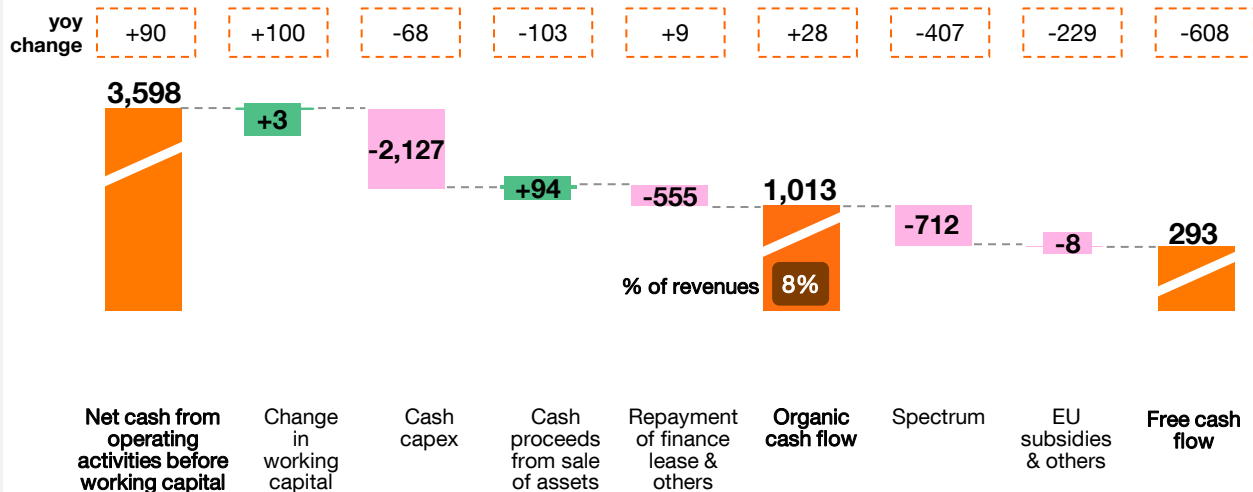 yoy
change
+90
+100
-68
-103
+9
+28
-407
-229
-608
3,598
+3
-2,127
+94
-555
1,013
-712
-8
293
% of revenues
8%
Net cash from
operating
activities before
working capital
Change
in
working
capital
Cash
capex
Cash
proceeds
from sale
of assets
Repayment
of finance
lease &
others
Organic
cash flow
Spectrum
EU
subsidies
& others
Free cash
flow